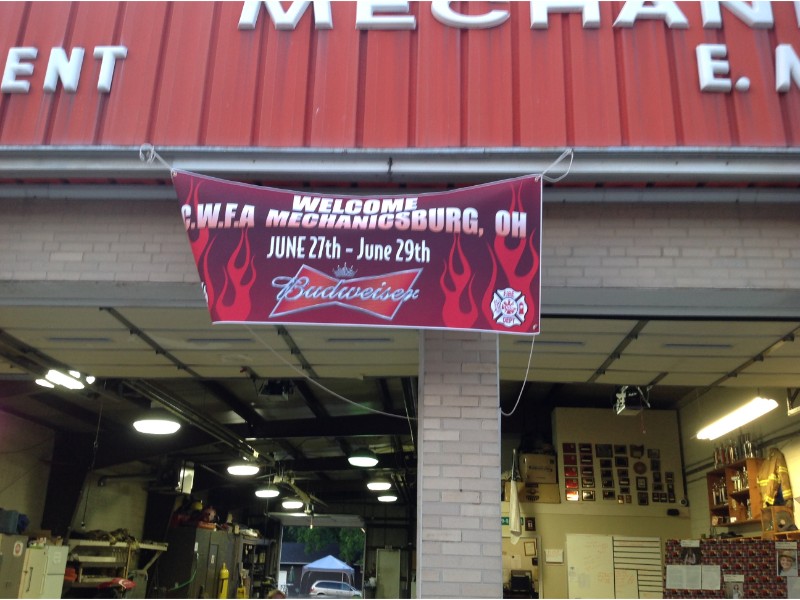 MECHAN
ENT
E. M
WELCOME
C.W.F.A MECHANICSBURG, OH
JUNE 27th - June 29th
Budweiser